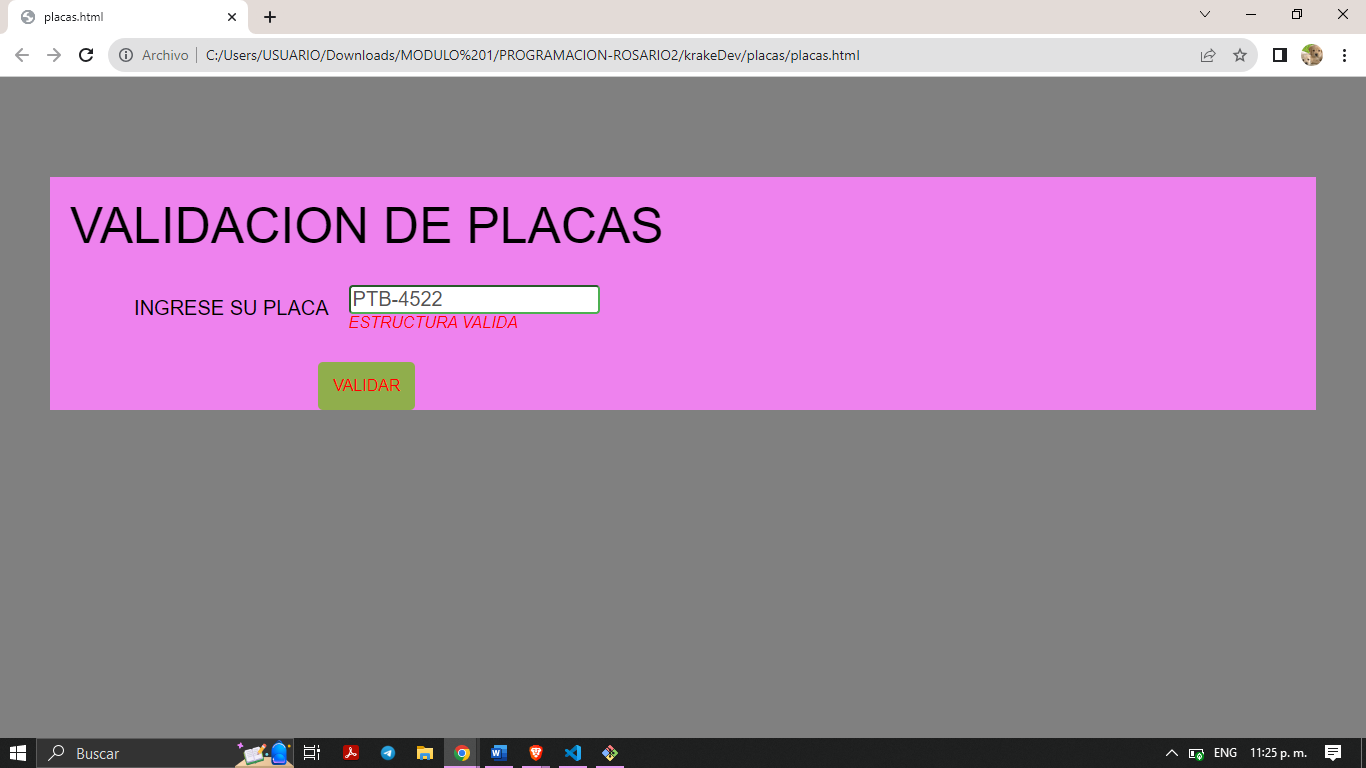 placas.html
Archivo
C:/Users/USUARIO/Downloads/MODULO%201/PROGRAMACION-ROSARIO2/krakeDev/placas/placas.html
VALIDACION DE PLACAS
INGRESE SU PLACA
PTB-4522
ESTRUCTURA VALIDA
VALIDAR
Buscar
ENG
11:25 p. m.